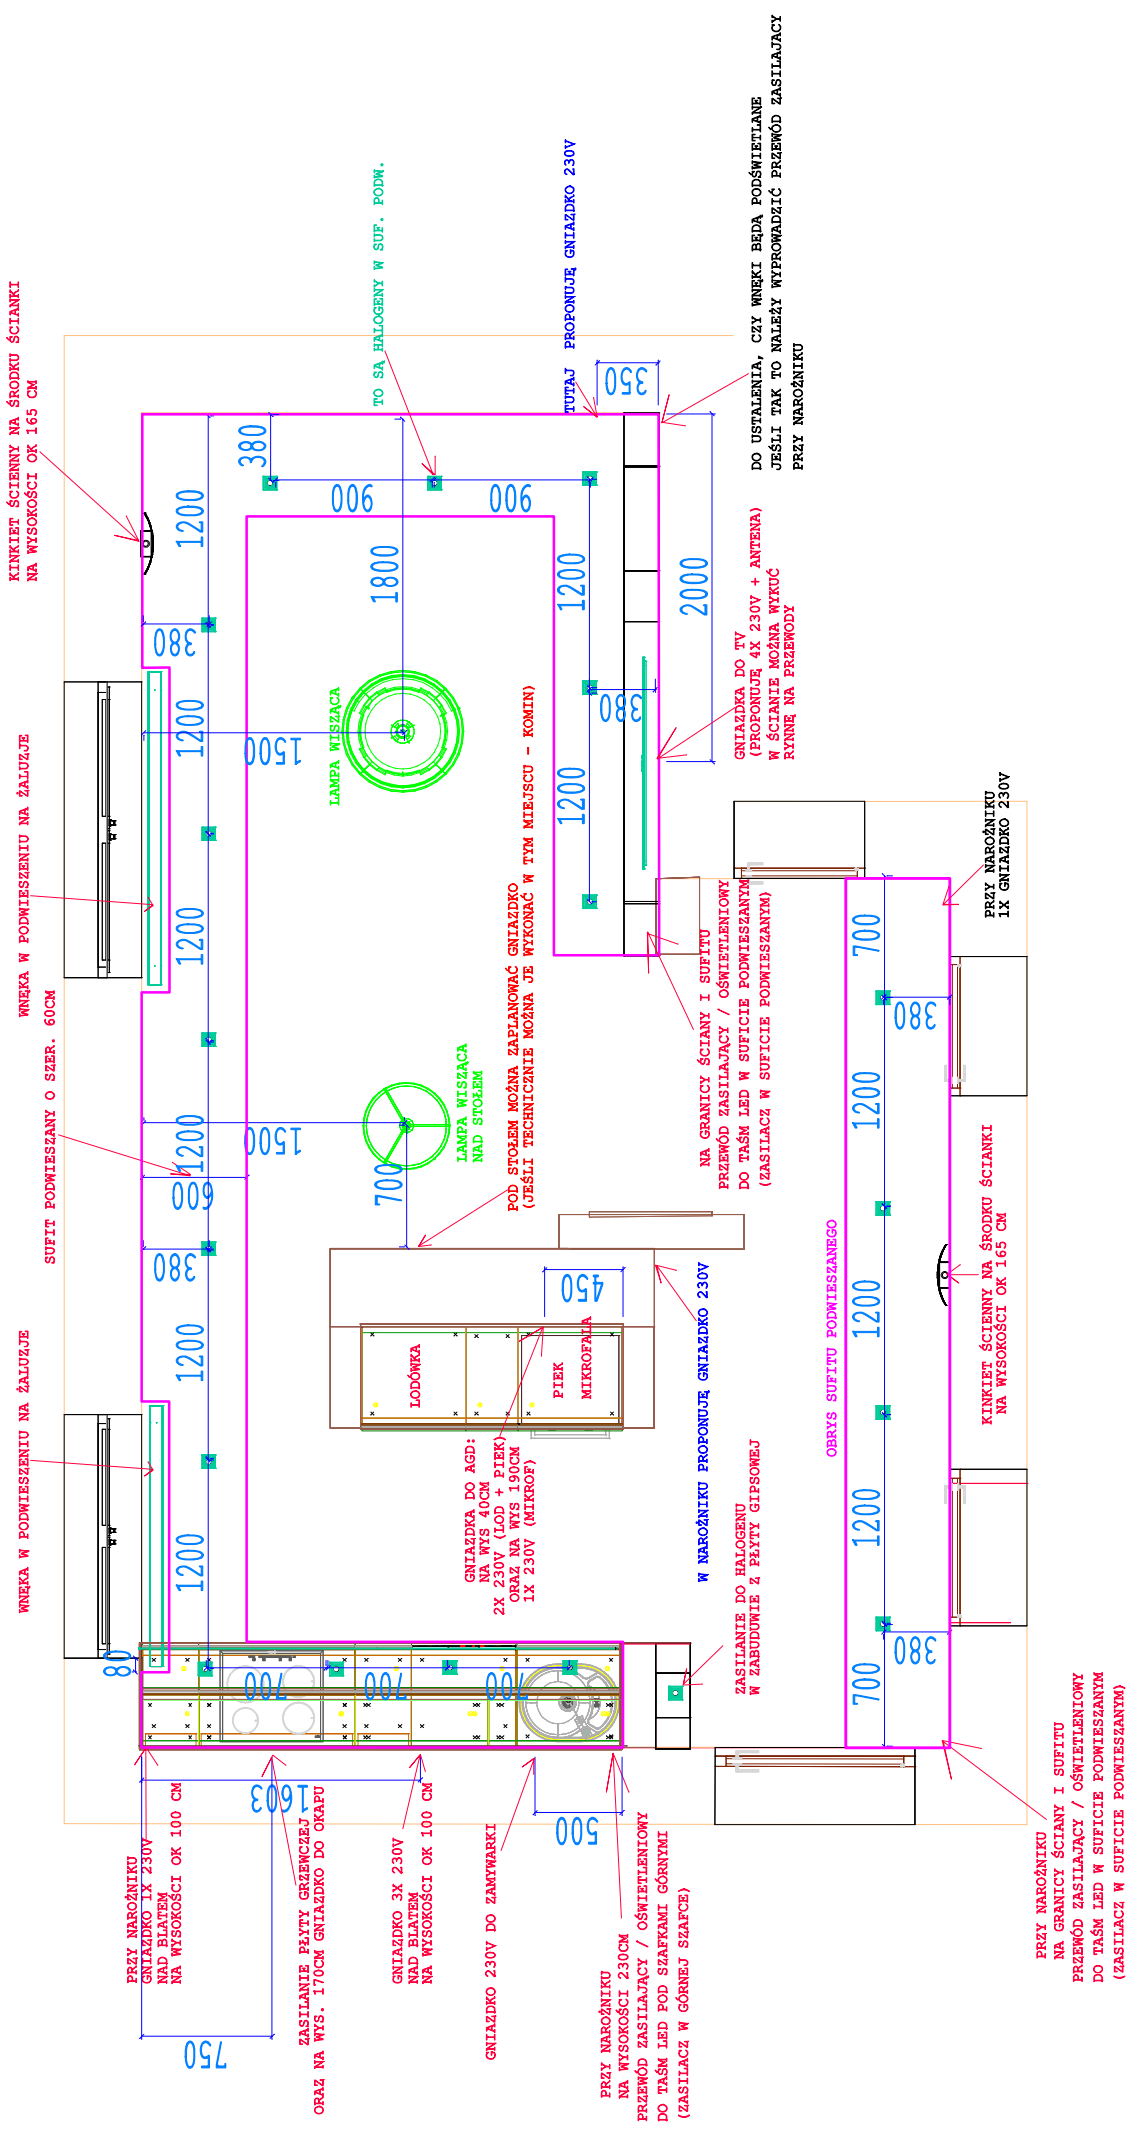 KINKIET ŚCIENNY NA ŚRODKU ŚCIANKI
NA WYSOKOŚCI OK 165 CM
WNĘKA W PODWIESZENIU NA ŻALUZJE
SUFIT PODWIESZANY O SZER. 60CM
WNĘKA W PODWIESZENIU NA ŻALUZJE
TO SĄ HALOGENY W SUF. PODW.
TUTAJ PROPONUJĘ GNIAZDKO 230V
DO USTALENIA, CZY WNĘKI BĘDĄ PODŚWIETLANE
JEŚLI TAK TO NALEŻY WYPROWADZIĆ PRZEWÓD ZASILAJACY
PRZY NAROŻNIKU
GNIAZDKA DO TV
(PROPONUJĘ 4X 230V + ANTENA)
W ŚCIANIE MOŻNA WYKUĆ
RYNNĘ NA PRZEWODY
LAMPA WISZĄCA
LAMPA WISZĄCA
NAD STOŁEM
POD STOŁEM MOŻNA ZAPLANOWAĆ GNIAZDKO
(JEŚLI TECHNICZNIE MOŻNA JE WYKONAĆ W TYM MIEJSCU - KOMIN)
NA GRANICY ŚCIANY I SUFITU
PRZEWÓD ZASILAJĄCY / OŚWIETLENIOWY
DO TAŚM LED W SUFICIE PODWIESZANYM
(ZASILACZ W SUFICIE PODWIESZANYM)
PRZY NAROŻNIKU
1X GNIAZDKO 230V
OBRYS SUFITU PODWIESZANEGO
KINKIET ŚCIENNY NA ŚRODKU ŚCIANKI
NA WYSOKOŚCI OK 165 CM
LODÓWKA
PIEK
MIKROFALA
GNIAZDKA DO AGD:
NA WYS 40CM
2X 230V (LOD + PIEK)
ORAZ NA WYS 190CM
1X 230V (MIKROF)
W NAROŻNIKU PROPONUJĘ GNIAZDKO 230V
ZASILANIE DO HALOGENU
W ZABUDUWIE Z PŁYTY GIPSOWEJ
PRZY NAROŻNIKU
GNIAZDKO 1X 230V
NAD BLATEM
NA WYSOKOŚCI OK 100 CM
ZASILANIE PŁYTY GRZEWCZEJ
ORAZ NA WYS. 170CM GNIAZDKO DO OKAPU
GNIAZDKO 3X 230V
NAD BLATEM
NA WYSOKOŚCI OK 100 CM
GNIAZDKO 230V DO ZAMYWARKI
PRZY NAROŻNIKU
NA WYSOKOŚCI 230CM
PRZEWÓD ZASILAJĄCY / OŚWIETLENIOWY
DO TAŚM LED POD SZAFKAMI GÓRNYMI
(ZASILACZ W GÓRNEJ SZAFCE)
PRZY NAROŻNIKU
NA GRANICY ŚCIANY I SUFITU
PRZEWÓD ZASILAJĄCY / OŚWIETLENIOWY
DO TAŚM LED W SUFICIE PODWIESZANYM
(ZASILACZ W SUFICIE PODWIESZANYM)
80
1200
1200
1200
1200
1200
1200
380
380
600
1500
1500
700
1800
380
900
900
350
1200
1200
380
2000
450
700
700
700
1603
750
500
700
1200
1200
1200
700
380
380